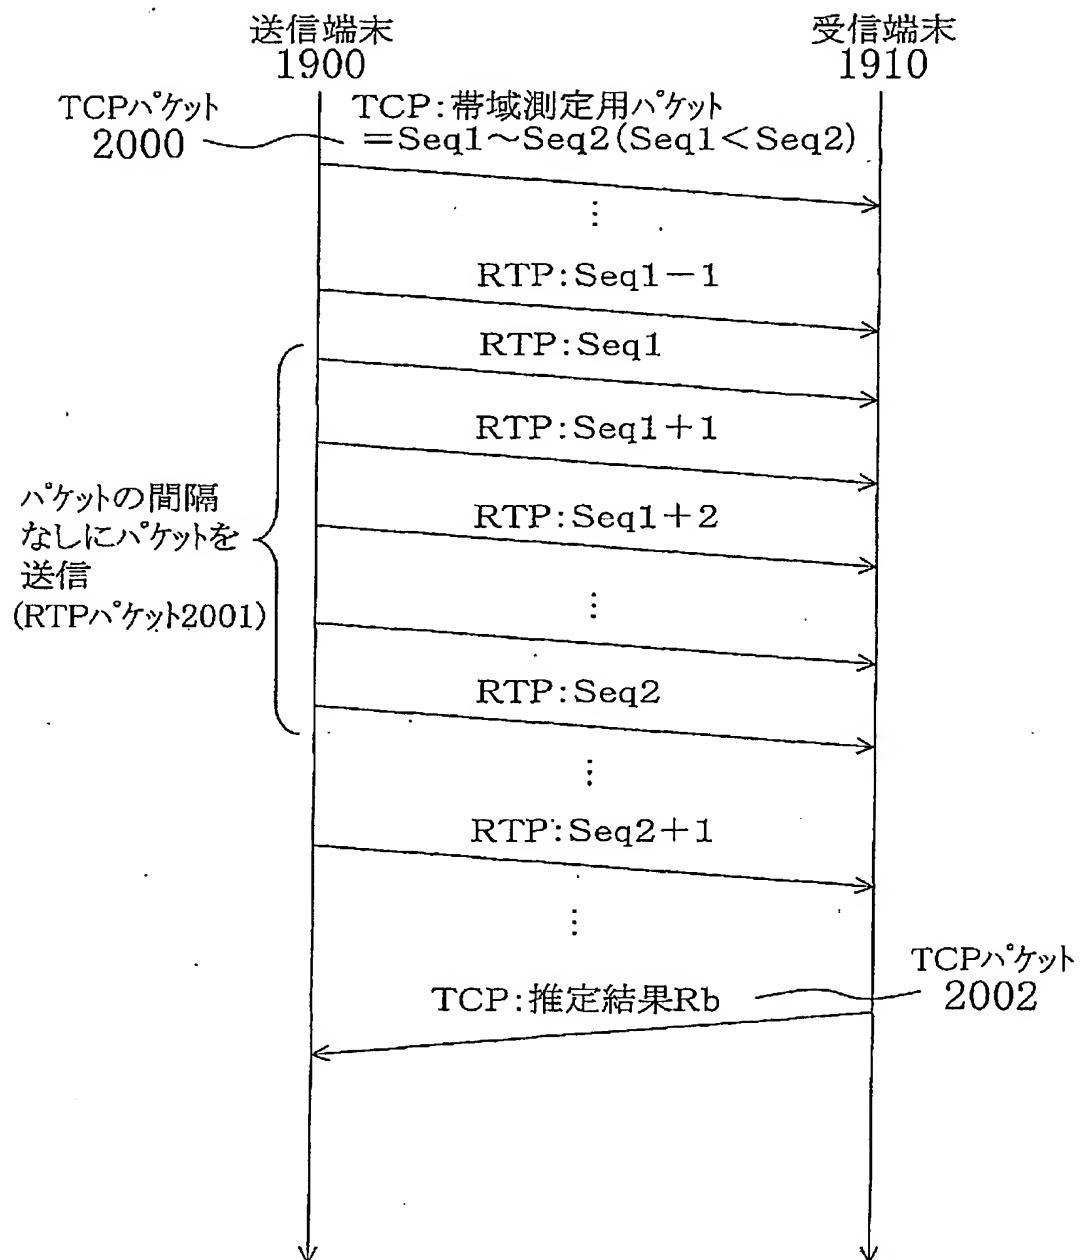 送信端末
1900
受信端末
1910
TCPパケット
2000
TCP:帯域測定用パケット
=Seq1~Seq2(Seq1<Seq2)
⋮
RTP:Seq1-1
RTP:Seq1
RTP:Seq1+1
パケットの間隔
なしにパケットを
送信
(RTPパケット2001)
RTP:Seq1+2
⋮
RTP:Seq2
⋮
RTP:Seq2+1
⋮
TCPパケット
2002
TCP:推定結果Rb